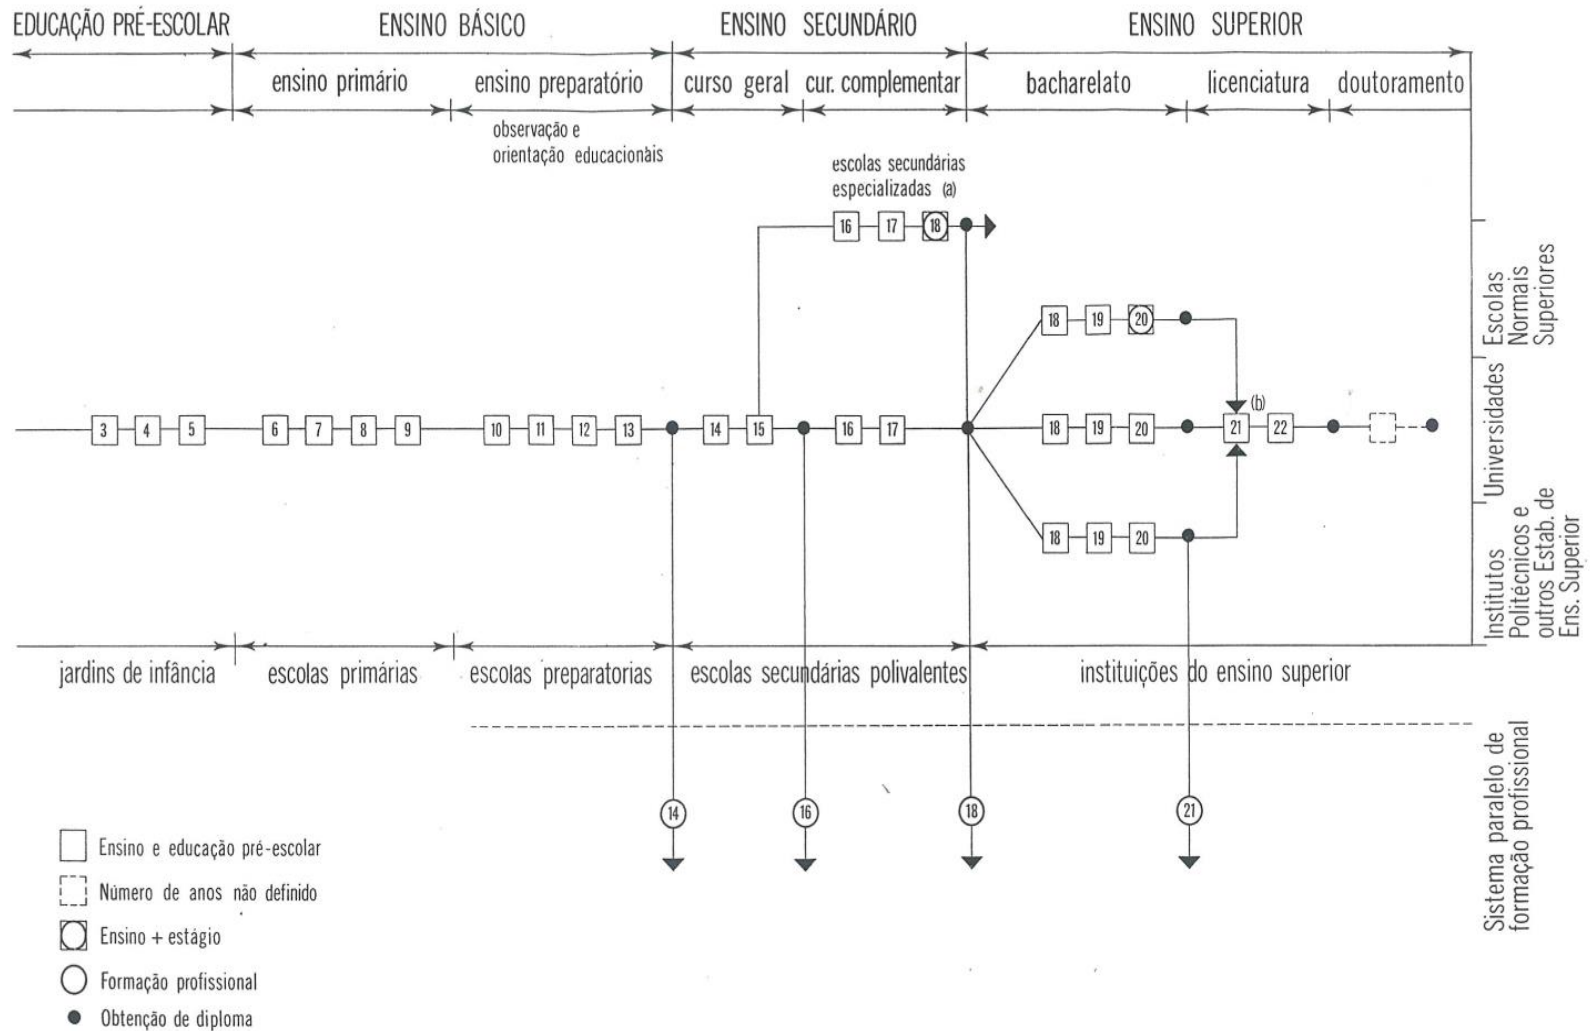 EDUCAÇÃO PRÉ-ESCOLAR
ENSINO BÁSICO
ENSINO SECUNDÁRIO
ENSINO SUPERIOR
ensino primário
ensino preparatório
curso geral
cur. complementar
bacharelato
licenciatura
doutoramento
observação e
orientação educacionais
escolas secundárias
especializadas (a)
16 17 18
18 19 20
3 4 5 6 7 8 9 10 11 12 13 14 15 16 17 18 19 20 21 (b) 22
18 19 20
Escolas
Normais
Superiores
Universidades
Institutos
Politécnicos e
outros Estab. de
Ens. Superior
jardins de infância
escolas primárias
escolas preparatorias
escolas secundárias polivalentes
instituições do ensino superior
14 16 18 21
Sistema paralelo de
formação profissional
Ensino e educação pré-escolar
Número de anos não definido
Ensino + estágio
Formação profissional
Obtenção de diploma